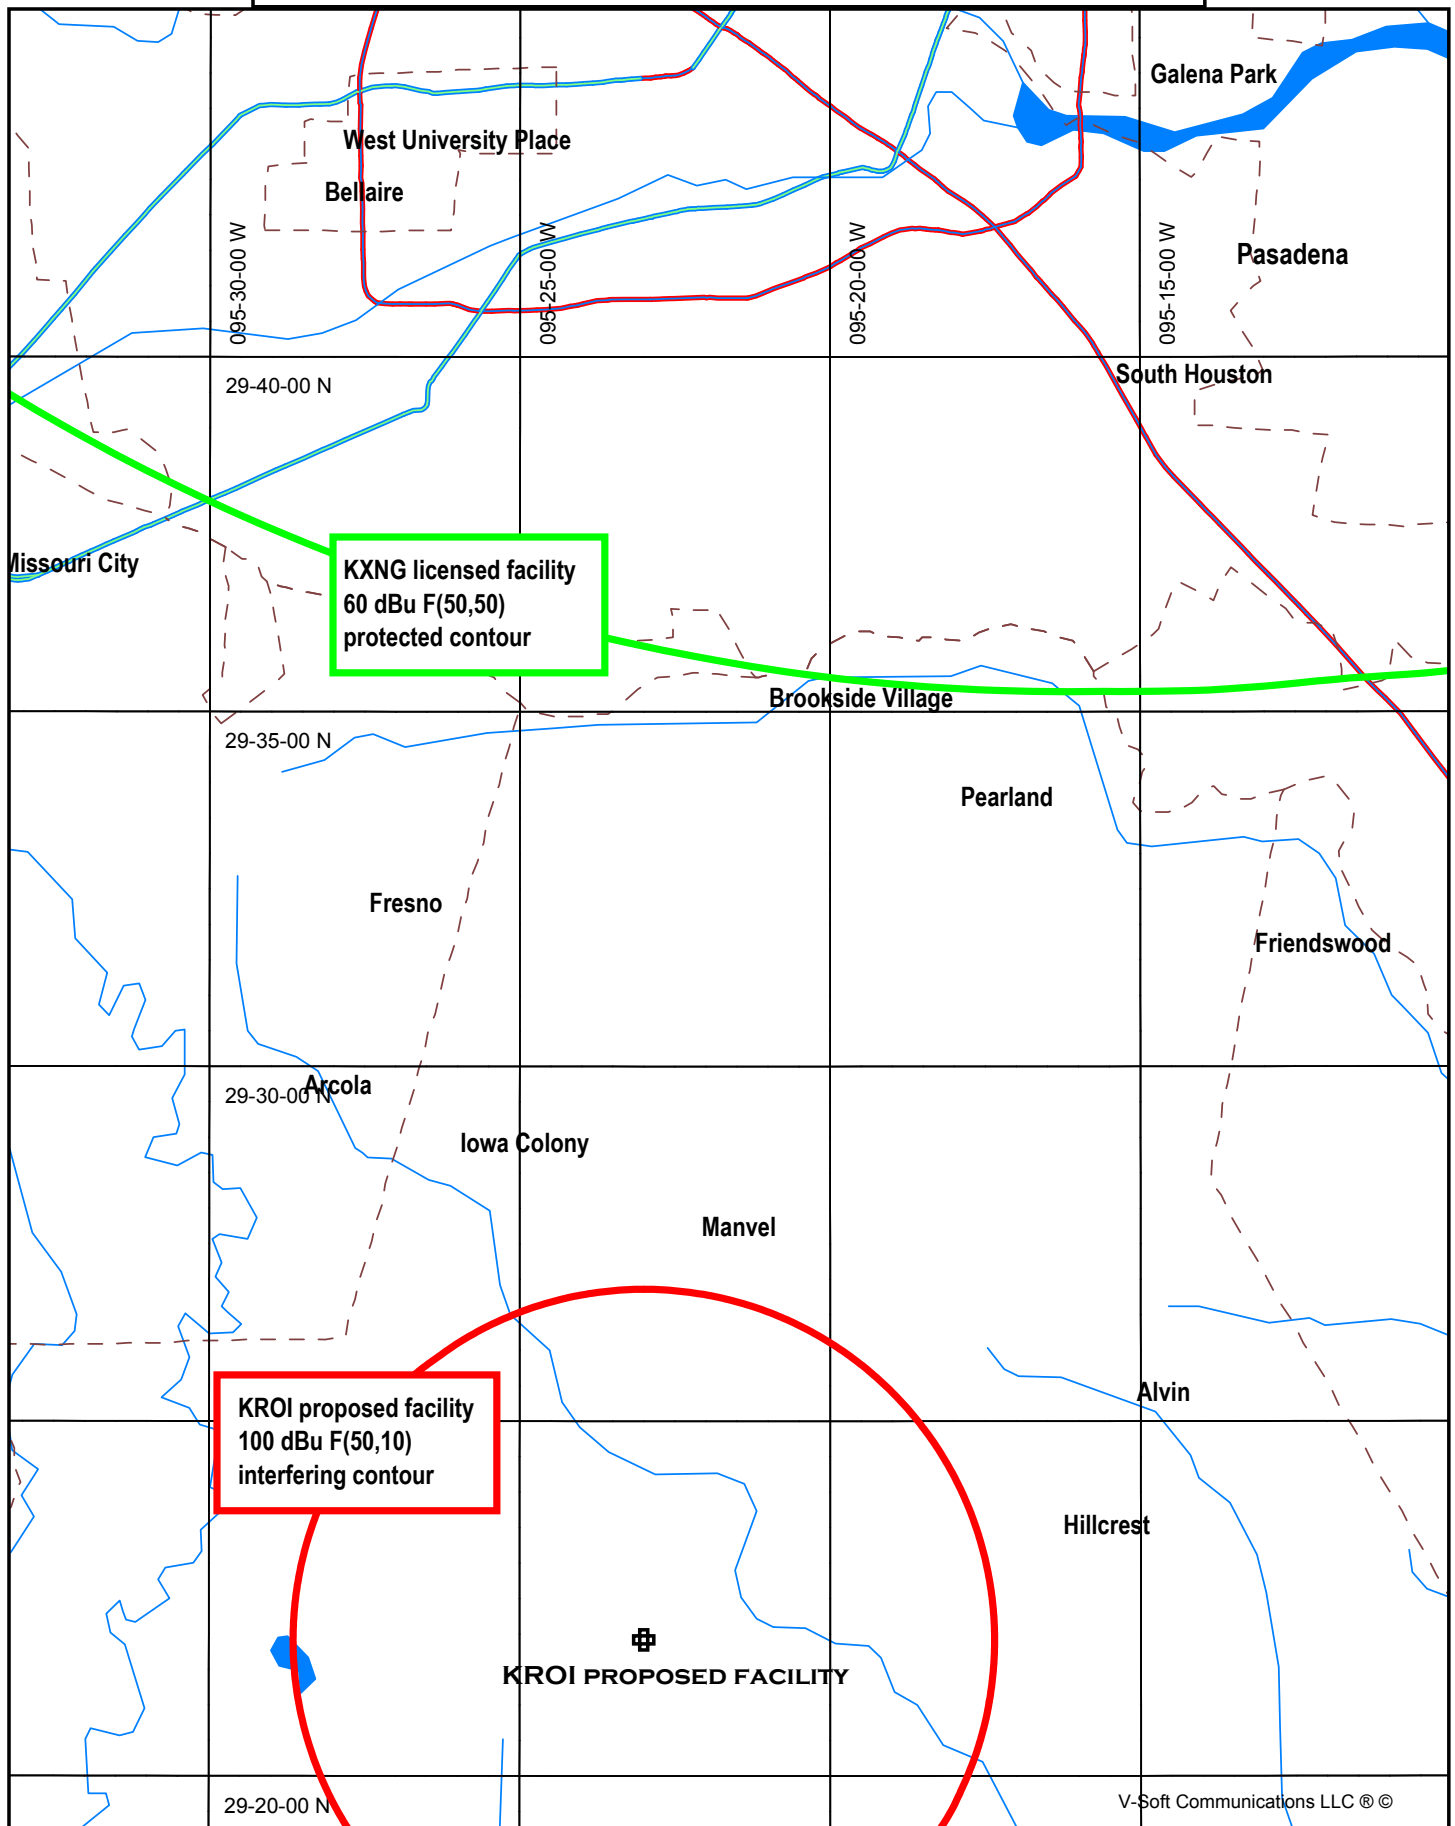 Galena Park
West University Place
Bellaire
095-30-00 W
095-25-00 W
095-20-00 W
095-15-00 W
Pasadena
29-40-00 N
South Houston
Missouri City
KXNG licensed facility
60 dBu F(50,50)
protected contour
Brookside Village
29-35-00 N
Pearland
Fresno
Friendswood
29-30-00 N
Arcola
Iowa Colony
Manvel
Alvin
KROI proposed facility
100 dBu F(50,10)
interfering contour
Hillcrest
KROI PROPOSED FACILITY
29-20-00 N
V-Soft Communications LLC ® ©